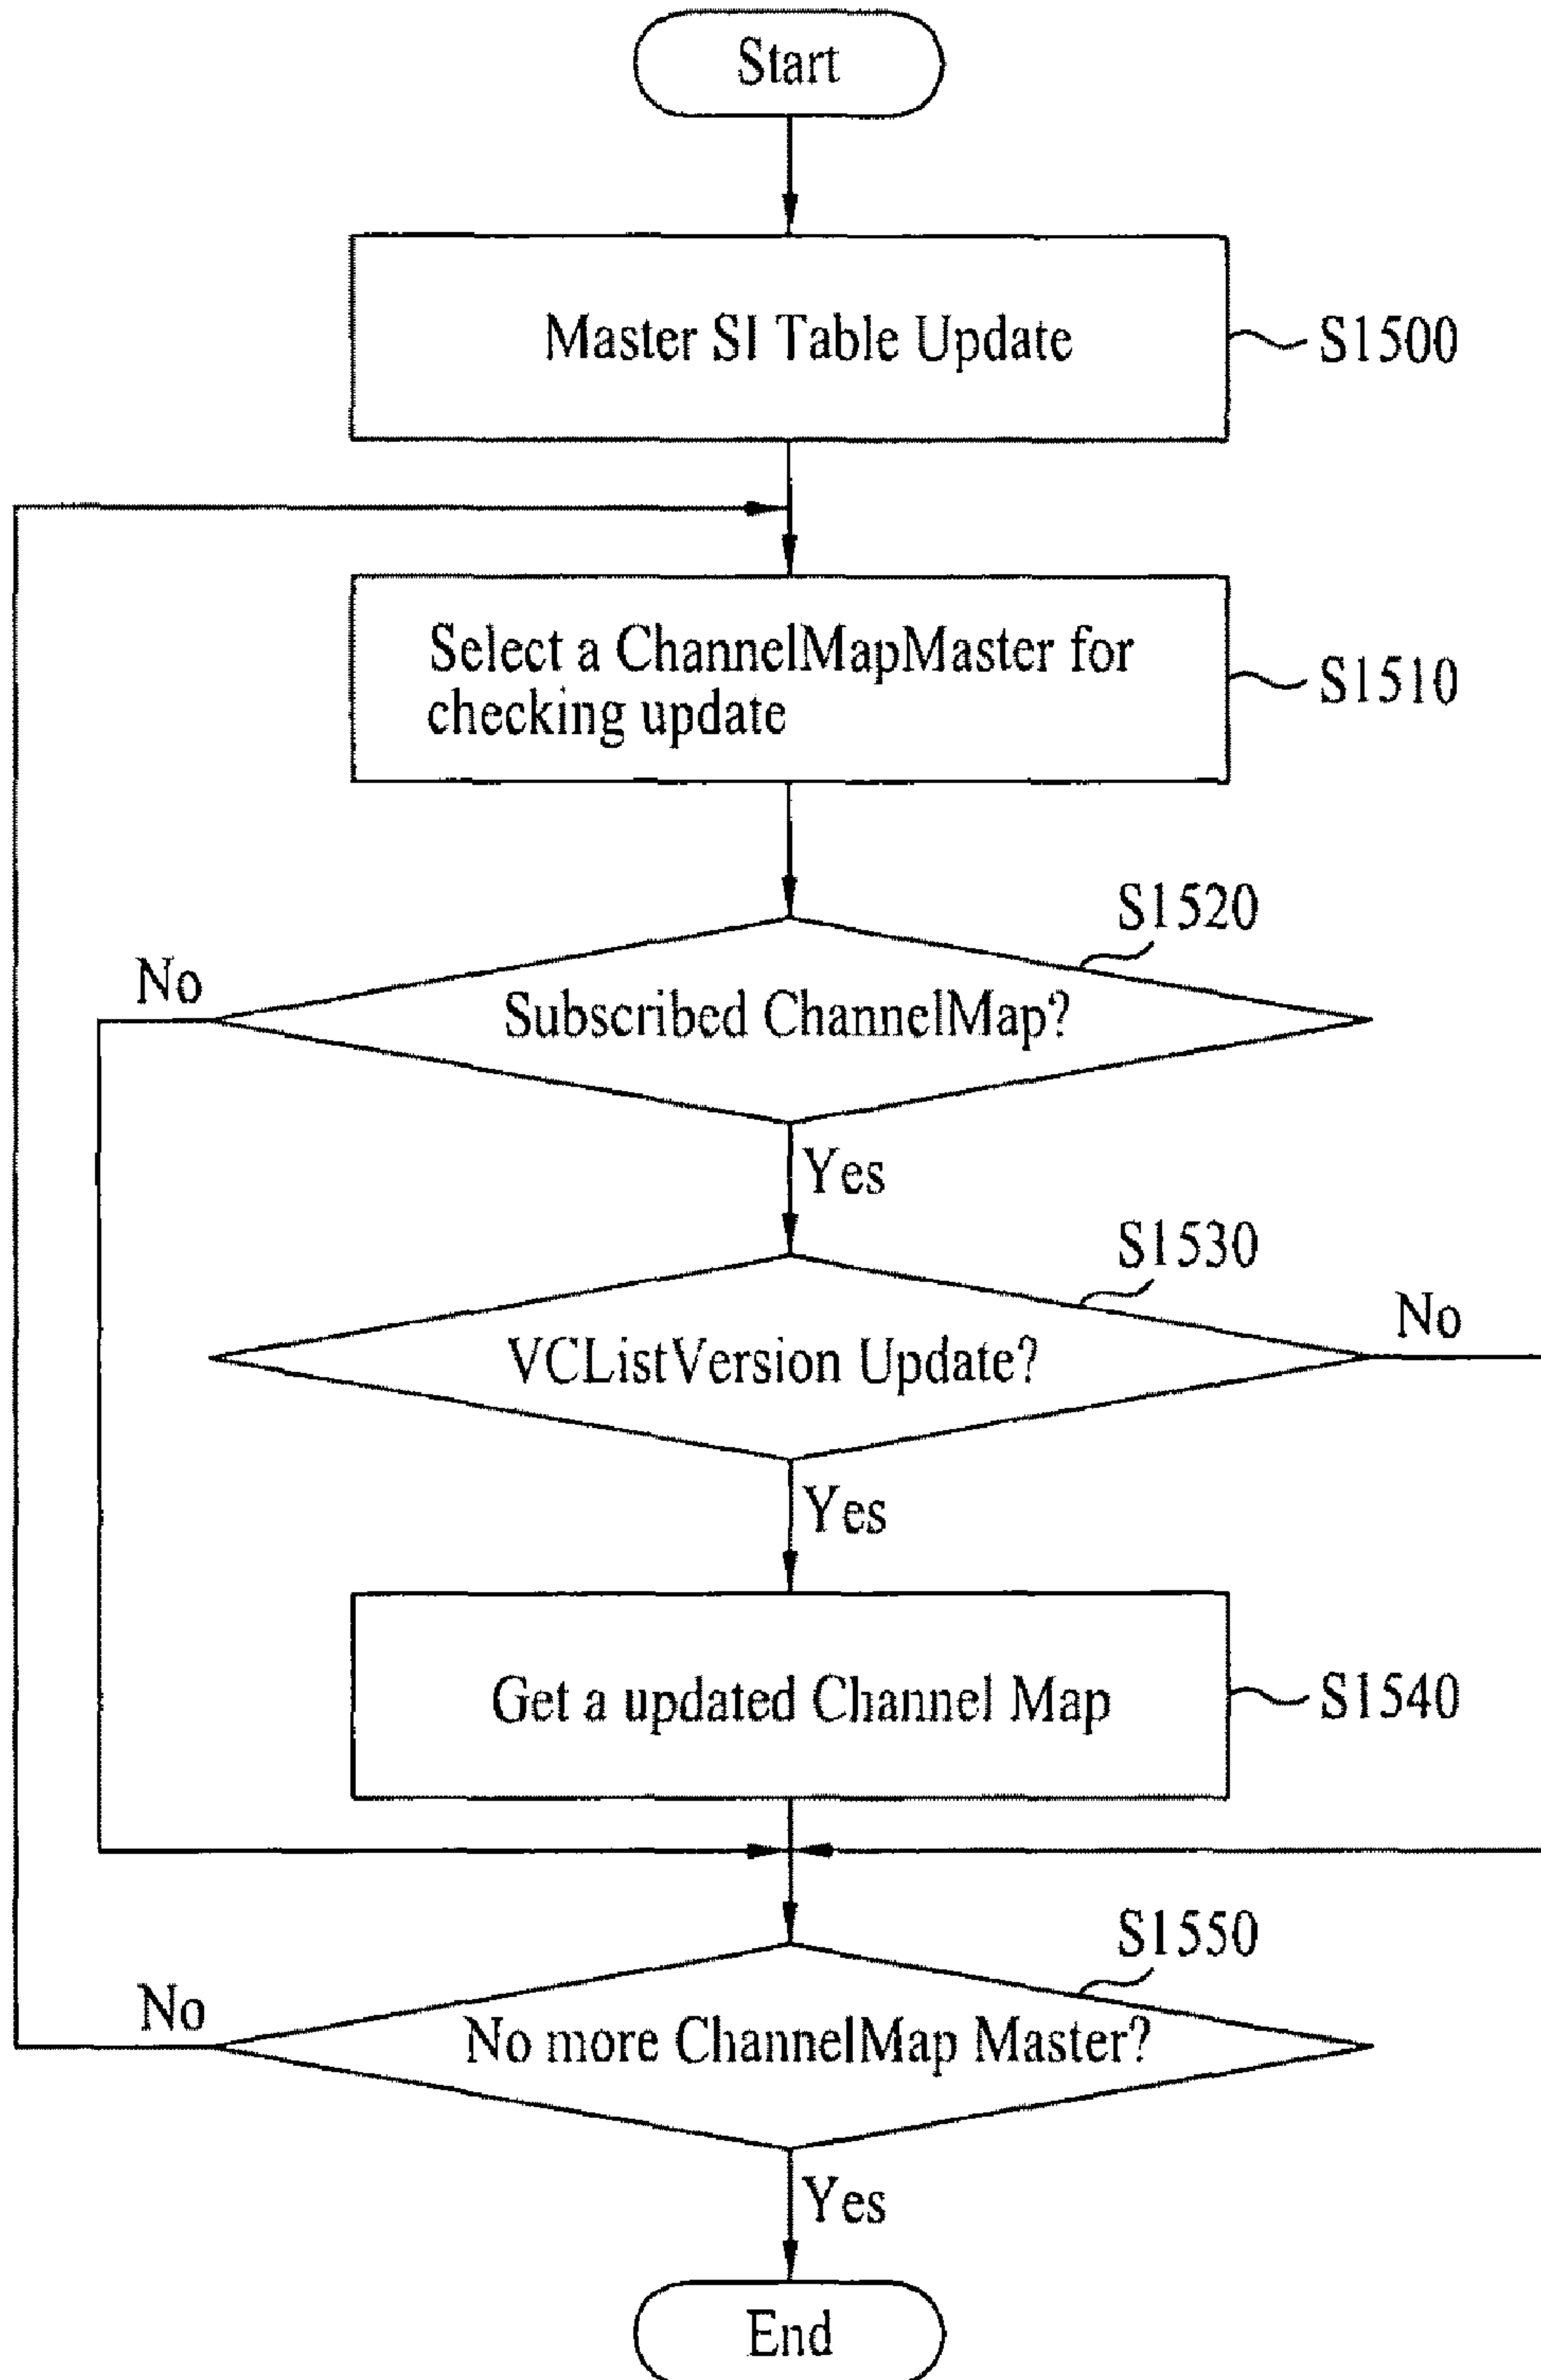 Start
Master SI Table Update
S1500
Select a ChannelMapMaster for
checking update
S1510
S1520
No
Subscribed ChannelMap?
Yes
S1530
No
VCListVersion Update?
Yes
Get a updated Channel Map
S1540
S1550
No
No more ChannelMap Master?
Yes
End